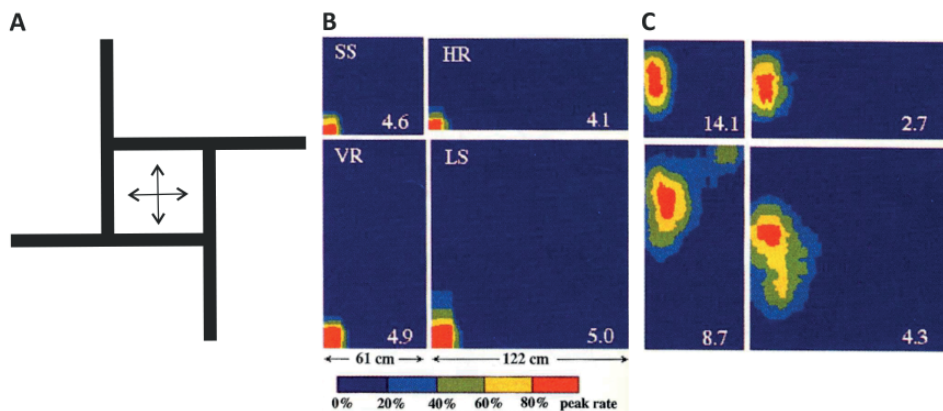 A
B
C
SS
HR
4.6
4.1
14.1
2.7
VR
LS
4.9
5.0
8.7
4.3
61 cm
122 cm
0% 20% 40% 60% 80% peak rate